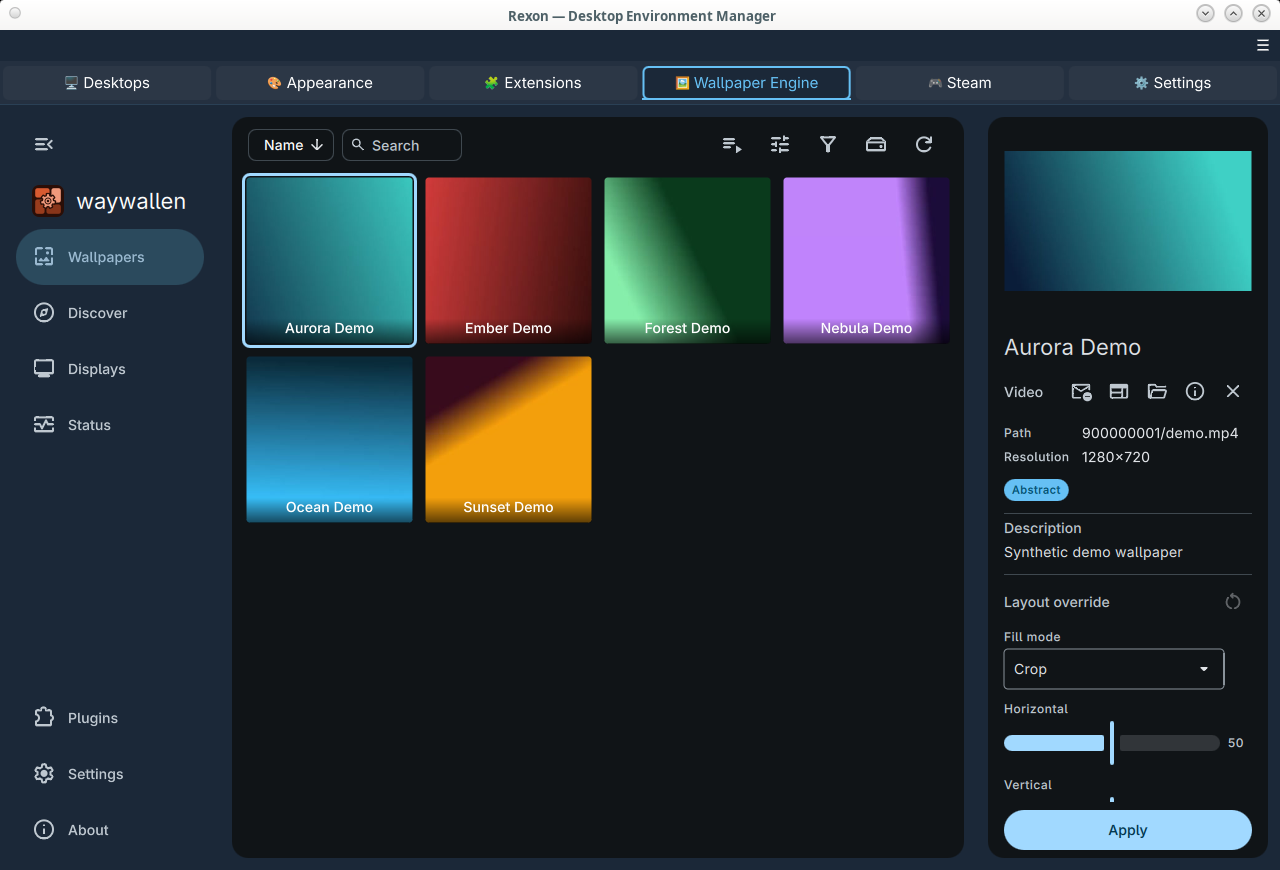 Rexon — Desktop Environment Manager
Desktops
Appearance
Extensions
Wallpaper Engine
Steam
Settings
waywallen
Wallpapers
Discover
Displays
Status
Plugins
Settings
About
Name
Search
Aurora Demo
Ember Demo
Forest Demo
Nebula Demo
Ocean Demo
Sunset Demo
Aurora Demo
Video
Path 900000001/demo.mp4
Resolution 1280×720
Abstract
Description
Synthetic demo wallpaper
Layout override
Fill mode
Crop
Horizontal
50
Vertical
Apply